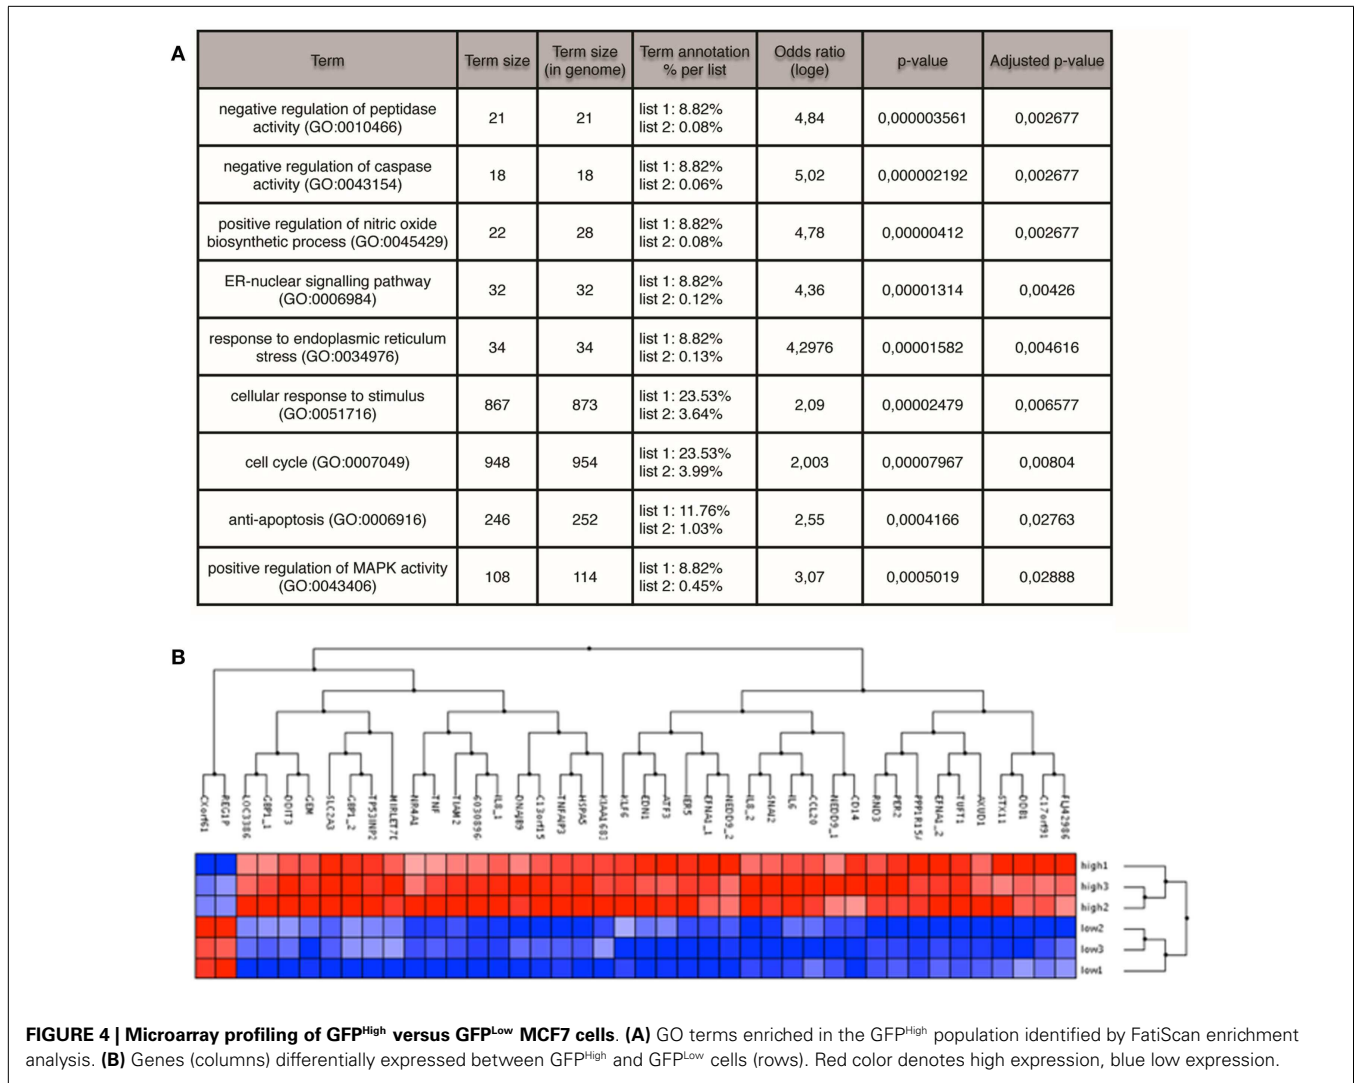 A
Term Term size Term size (in genome) Term annotation % per list Odds ratio (loge) p-value Adjusted p-value
negative regulation of peptidase activity (GO:0010466) 21 21 list 1: 8.82% list 2: 0.08% 4,84 0,000003561 0,002677
negative regulation of caspase activity (GO:0043154) 18 18 list 1: 8.82% list 2: 0.06% 5,02 0,000002192 0,002677
positive regulation of nitric oxide biosynthetic process (GO:0045429) 22 28 list 1: 8.82% list 2: 0.08% 4,78 0,00000412 0,002677
ER-nuclear signalling pathway (GO:0006984) 32 32 list 1: 8.82% list 2: 0.12% 4,36 0,00001314 0,00426
response to endoplasmic reticulum stress (GO:0034976) 34 34 list 1: 8.82% list 2: 0.13% 4,2976 0,00001582 0,004616
cellular response to stimulus (GO:0051716) 867 873 list 1: 23.53% list 2: 3.64% 2,09 0,00002479 0,006577
cell cycle (GO:0007049) 948 954 list 1: 23.53% list 2: 3.99% 2,003 0,00007967 0,00804
anti-apoptosis (GO:0006916) 246 252 list 1: 11.76% list 2: 1.03% 2,55 0,0004166 0,02763
positive regulation of MAPK activity (GO:0043406) 108 114 list 1: 8.82% list 2: 0.45% 3,07 0,0005019 0,02888
B
CXorf61 REG1P LOC3386 GBP1_1 DDIT3 GEM SLC2A3 GBP1_2 TP53INP2 MIRLET7D NR4A1 TNF TIAM2 6030896 IL8_1 DNAJB9 C13orf15 TNFAIP3 HSPA5 KIAA1683 KLF6 EDN1 ATF3 IER5 EFNA1_1 NEDD9_2 IL8_2 SNAI2 IL6 CCL20 NEDD9_1 CD14 RND3 PER2 PPP1R15A EFNA1_2 TUFT1 AXUD1 STX11 DDB1 C17orf91 FLJ42986
high1
high3
high2
low2
low3
low1
FIGURE 4 | Microarray profiling of GFPHigh versus GFPLow MCF7 cells. (A) GO terms enriched in the GFPHigh population identified by FatiScan enrichment
analysis. (B) Genes (columns) differentially expressed between GFPHigh and GFPLow cells (rows). Red color denotes high expression, blue low expression.